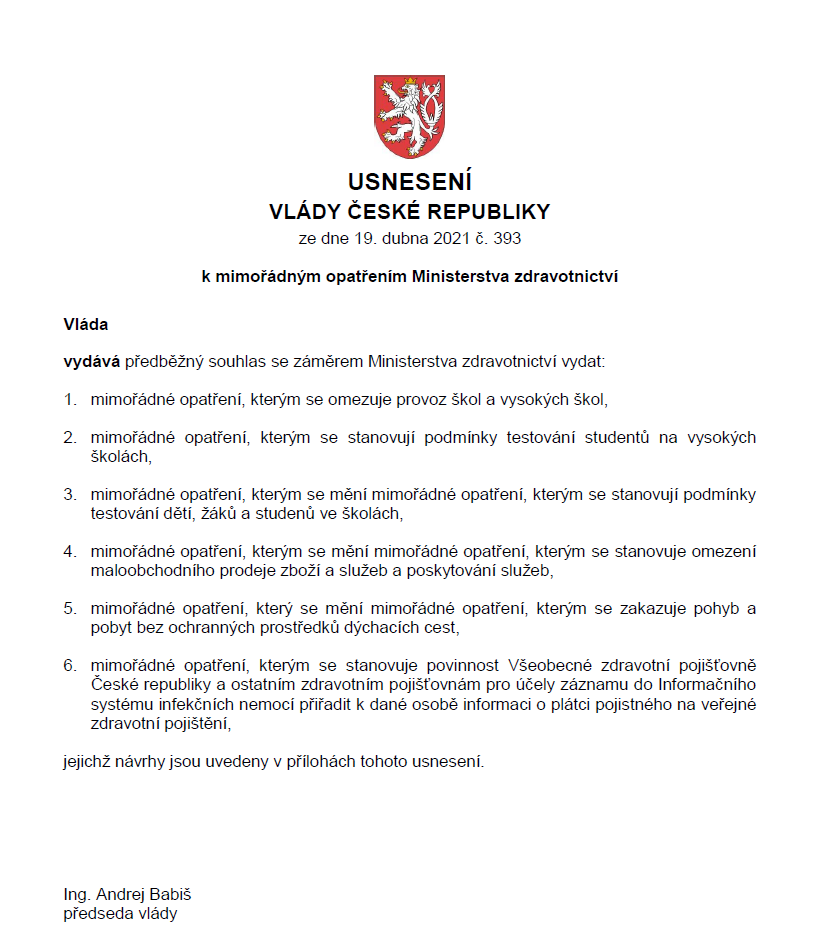 USNESENÍ
VLÁDY ČESKÉ REPUBLIKY
ze dne 19. dubna 2021 č. 393
k mimořádným opatřením Ministerstva zdravotnictví
Vláda
vydává předběžný souhlas se záměrem Ministerstva zdravotnictví vydat:
1. mimořádné opatření, kterým se omezuje provoz škol a vysokých škol,
2. mimořádné opatření, kterým se stanovují podmínky testování studentů na vysokých
školách,
3. mimořádné opatření, kterým se mění mimořádné opatření, kterým se stanovují podmínky
testování dětí, žáků a studenů ve školách,
4. mimořádné opatření, kterým se mění mimořádné opatření, kterým se stanovuje omezení
maloobchodního prodeje zboží a služeb a poskytování služeb,
5. mimořádné opatření, který se mění mimořádné opatření, kterým se zakazuje pohyb a
pobyt bez ochranných prostředků dýchacích cest,
6. mimořádné opatření, kterým se stanovuje povinnost Všeobecné zdravotní pojišťovně
České republiky a ostatním zdravotním pojišťovnám pro účely záznamu do Informačního
systému infekčních nemocí přiřadit k dané osobě informaci o plátci pojistného na veřejné
zdravotní pojištění,
jejichž návrhy jsou uvedeny v přílohách tohoto usnesení.
Ing. Andrej Babiš
předseda vlády